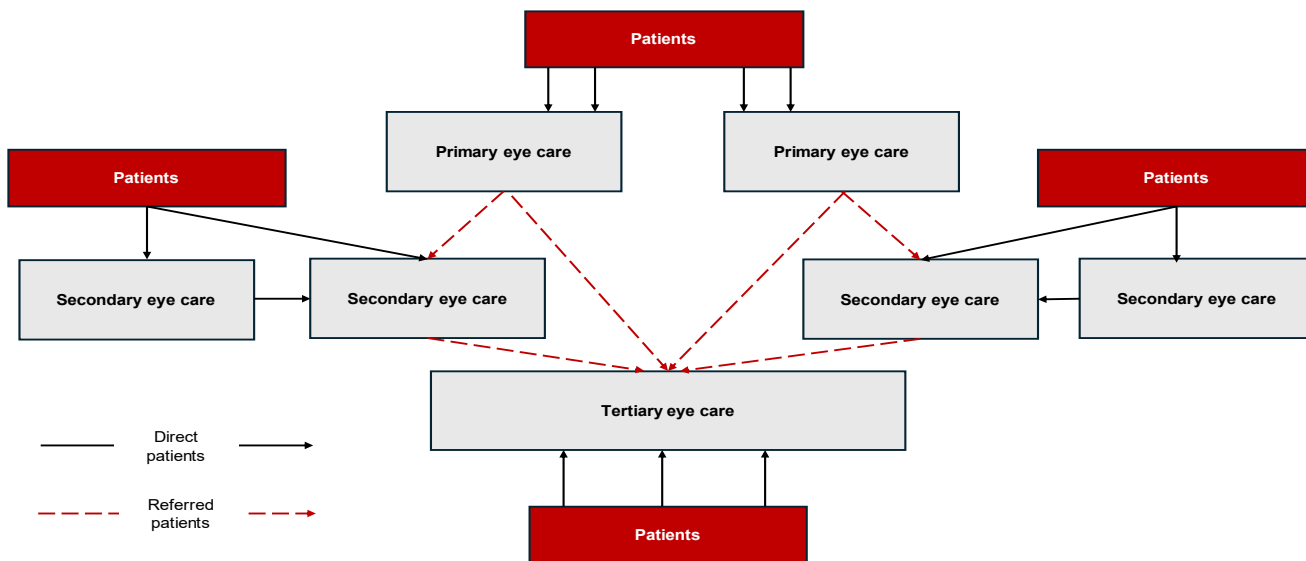 Patients
Primary eye care
Primary eye care
Patients
Patients
Secondary eye care
Secondary eye care
Secondary eye care
Secondary eye care
Tertiary eye care
Direct
patients
Referred
patients
Patients